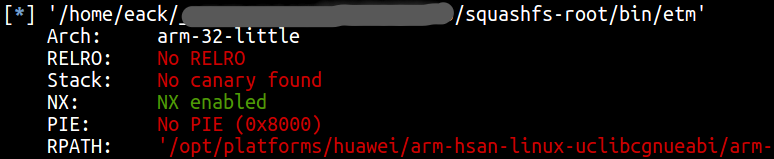 [*] '/home/eack/_/squashfs-root/bin/etm'
Arch: arm-32-little
RELRO: No RELRO
Stack: No canary found
NX: NX enabled
PIE: No PIE (0x8000)
RPATH: '/opt/platforms/huawei/arm-hsan-linux-uclibcgnueabi/arm-